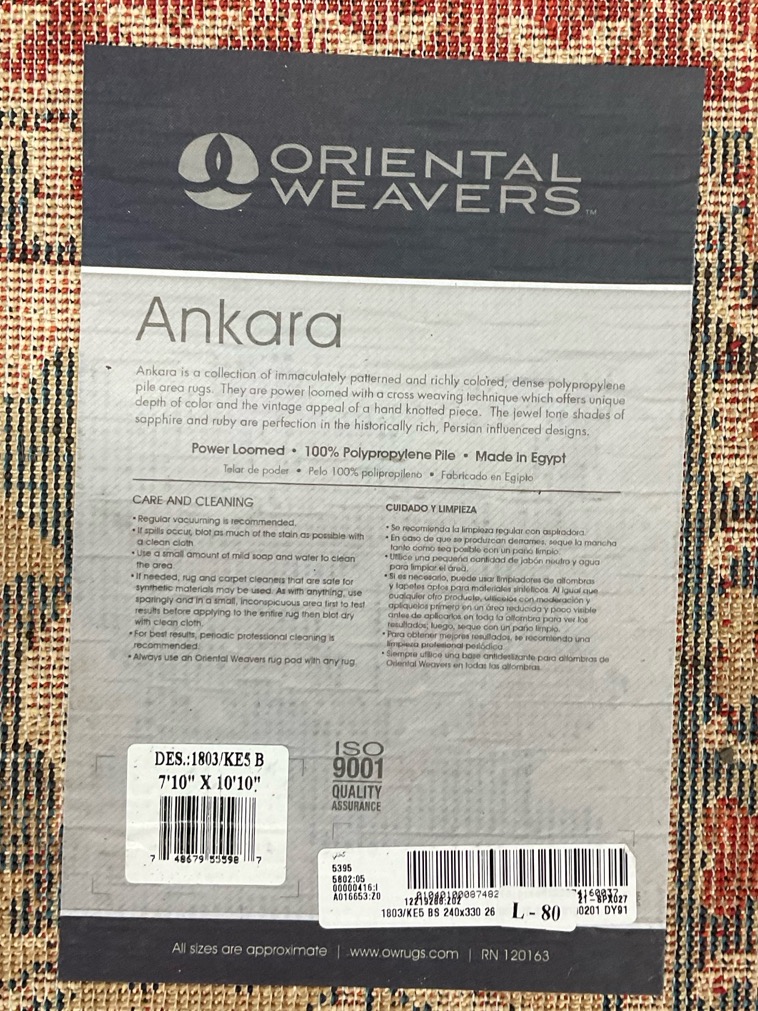 ORIENTAL
WEAVERS™
Ankara
Ankara is a collection of immaculately patterned and richly colored, dense polypropylene
pile area rugs. They are power loomed with a cross weaving technique which offers unique
depth of color and the vintage appeal of a hand knotted piece. The jewel tone shades of
sapphire and ruby are perfection in the historically rich, Persian influenced designs.
Power Loomed • 100% Polypropylene Pile • Made in Egypt
Telar de poder • Pelo 100% polipropileno • Fabricado en Egipto
CARE AND CLEANING
• Regular vacuuming is recommended.
• If spills occur, blot as much of the stain as possible with
a clean cloth.
• Use a small amount of mild soap and water to clean
the area.
• If needed, rug and carpet cleaners that are safe for
synthetic materials may be used. As with anything, use
sparingly and in a small, inconspicuous area first to test
results before applying to the entire rug then blot dry
with clean cloth.
• For best results, periodic professional cleaning is
recommended.
• Always use an Oriental Weavers rug pad with any rug.
CUIDADO Y LIMPIEZA
• Se recomienda la limpieza regular con aspiradora.
• En caso de que se produzcan derrames, seque la mancha
tanto como sea posible con un paño limpio.
• Utilice una pequeña cantidad de jabón neutro y agua
para limpiar el área.
• Si es necesario, puede usar limpiadores de alfombras
y tapetes aptos para materiales sintéticos. Al igual que
cualquier otro producto, utilícelos con moderación y
aplíquelos primero en un área reducida y poco visible
antes de aplicarlos en toda la alfombra para ver los
resultados; luego, seque con un paño limpio.
• Para obtener mejores resultados, se recomienda una
limpieza profesional periódica.
• Siempre utilice una base antideslizante para alfombras de
Oriental Weavers en todas las alfombras.
DES.:1803/KE5 B
7'10" X 10'10"
7 48679 55598 7
ISO
9001
QUALITY
ASSURANCE
5395
5802:05
00000416:1
A016653:20
01040100087482
74160037
12219288:202
21-8PX027
1803/KE5 BS 240x330 26
L - 80
0201 DY91
All sizes are approximate | www.owrugs.com | RN 120163